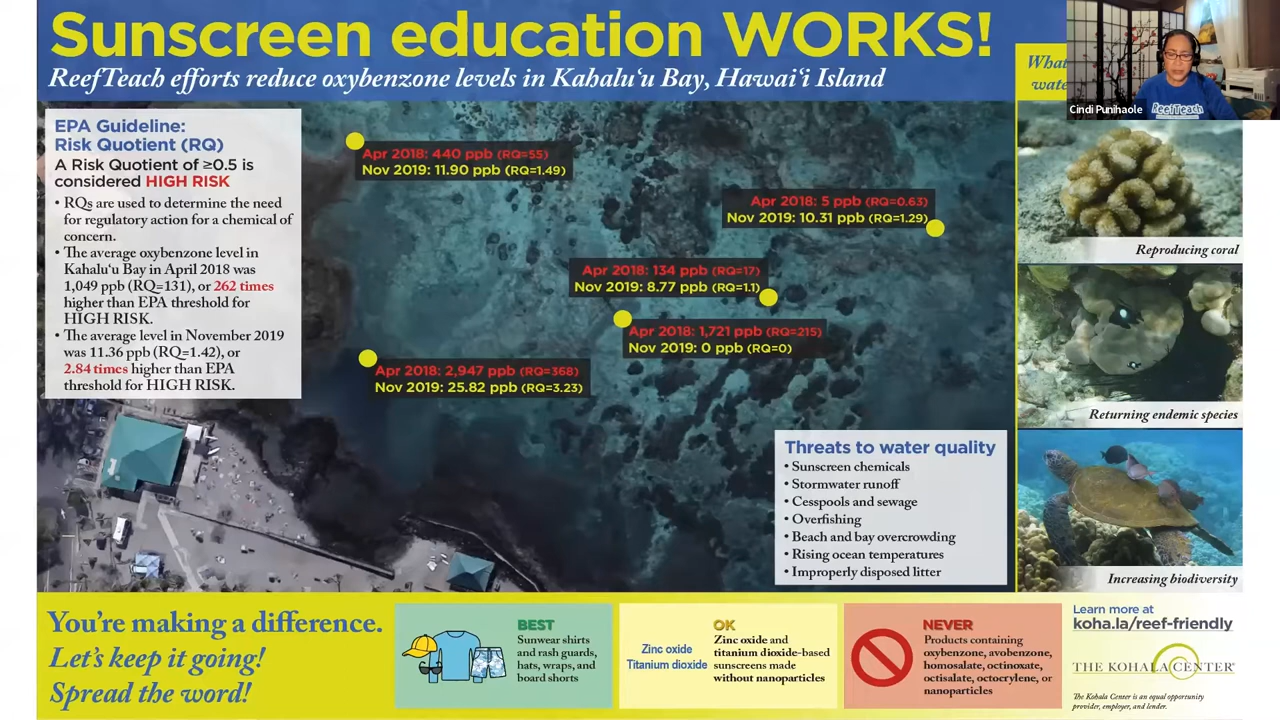 Sunscreen education WORKS!
ReefTeach efforts reduce oxybenzone levels in Kahaluʻu Bay, Hawaiʻi Island
What
wate
Cindi Punihaole
ReefTeach
EPA Guideline:
Risk Quotient (RQ)
A Risk Quotient of ≥0.5 is
considered HIGH RISK
• RQs are used to determine the need
for regulatory action for a chemical of
concern.
• The average oxybenzone level in
Kahaluʻu Bay in April 2018 was
1,049 ppb (RQ=131), or 262 times
higher than EPA threshold for
HIGH RISK.
• The average level in November 2019
was 11.36 ppb (RQ=1.42), or
2.84 times higher than EPA
threshold for HIGH RISK.
Apr 2018: 440 ppb (RQ=55)
Nov 2019: 11.90 ppb (RQ=1.49)
Apr 2018: 5 ppb (RQ=0.63)
Nov 2019: 10.31 ppb (RQ=1.29)
Apr 2018: 134 ppb (RQ=17)
Nov 2019: 8.77 ppb (RQ=1.1)
Apr 2018: 1,721 ppb (RQ=215)
Nov 2019: 0 ppb (RQ=0)
Apr 2018: 2,947 ppb (RQ=368)
Nov 2019: 25.82 ppb (RQ=3.23)
Threats to water quality
• Sunscreen chemicals
• Stormwater runoff
• Cesspools and sewage
• Overfishing
• Beach and bay overcrowding
• Rising ocean temperatures
• Improperly disposed litter
Reproducing coral
Returning endemic species
Increasing biodiversity
You're making a difference.
Let's keep it going!
Spread the word!
BEST
Sunwear shirts
and rash guards,
hats, wraps, and
board shorts
Zinc oxide
Titanium dioxide
OK
Zinc oxide and
titanium dioxide-based
sunscreens made
without nanoparticles
NEVER
Products containing
oxybenzone, avobenzone,
homosalate, octinoxate,
octisalate, octocrylene, or
nanoparticles
Learn more at
koha.la/reef-friendly
THE KOHALA CENTER
The Kohala Center is an equal opportunity
provider, employer, and lender.